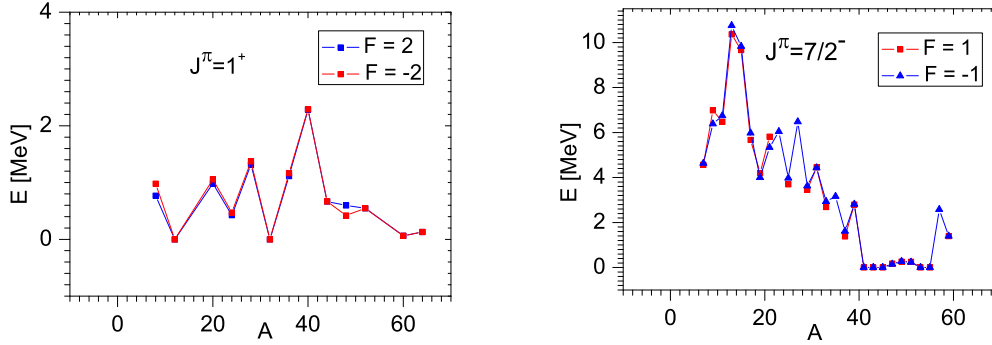 4
2
0
E [MeV]
J^π=1^+
F = 2
F = -2
0 20 40 60
A
10
8
6
4
2
0
E [MeV]
J^π=7/2^-
F = 1
F = -1
0 20 40 60
A